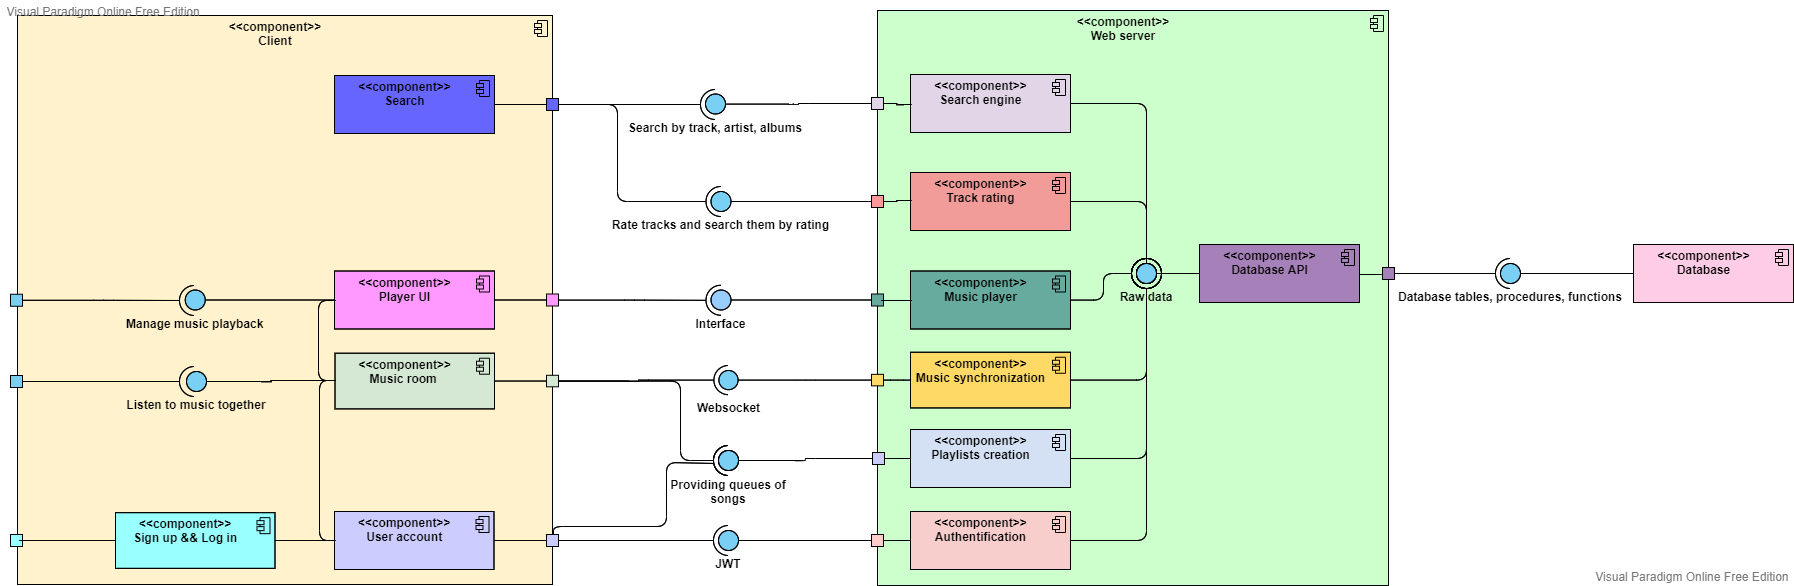 Visual Paradigm Online Free Edition
<<component>>
Client
<<component>>
Search
<<component>>
Player UI
Manage music playback
<<component>>
Music room
Listen to music together
<<component>>
Sign up && Log in
<<component>>
User account
Search by track, artist, albums
Rate tracks and search them by rating
Interface
Websocket
Providing queues of
songs
JWT
<<component>>
Web server
<<component>>
Search engine
<<component>>
Track rating
<<component>>
Music player
<<component>>
Music synchronization
<<component>>
Playlists creation
<<component>>
Authentification
Raw data
<<component>>
Database API
Database tables, procedures, functions
<<component>>
Database
Visual Paradigm Online Free Edition